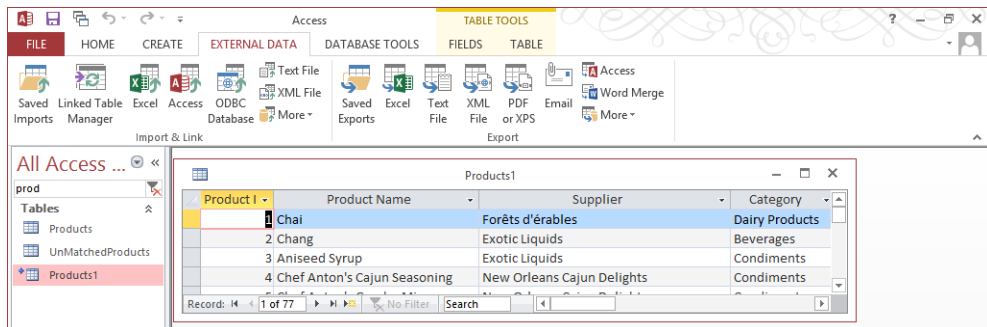 Access TABLE TOOLS ?
FILE HOME CREATE EXTERNAL DATA DATABASE TOOLS FIELDS TABLE
Saved Imports
Linked Table Manager
Excel
Access
ODBC Database
Text File
XML File
More
Import & Link
Saved Exports
Excel
Text File
XML File
PDF or XPS
Email
Access
Word Merge
More
Export
All Access ...
prod
Tables
Products
UnMatchedProducts
Products1
Products1
Product I Product Name Supplier Category
1 Chai Forêts d'érables Dairy Products
2 Chang Exotic Liquids Beverages
3 Aniseed Syrup Exotic Liquids Condiments
4 Chef Anton's Cajun Seasoning New Orleans Cajun Delights Condiments
Record: 1 of 77 No Filter Search